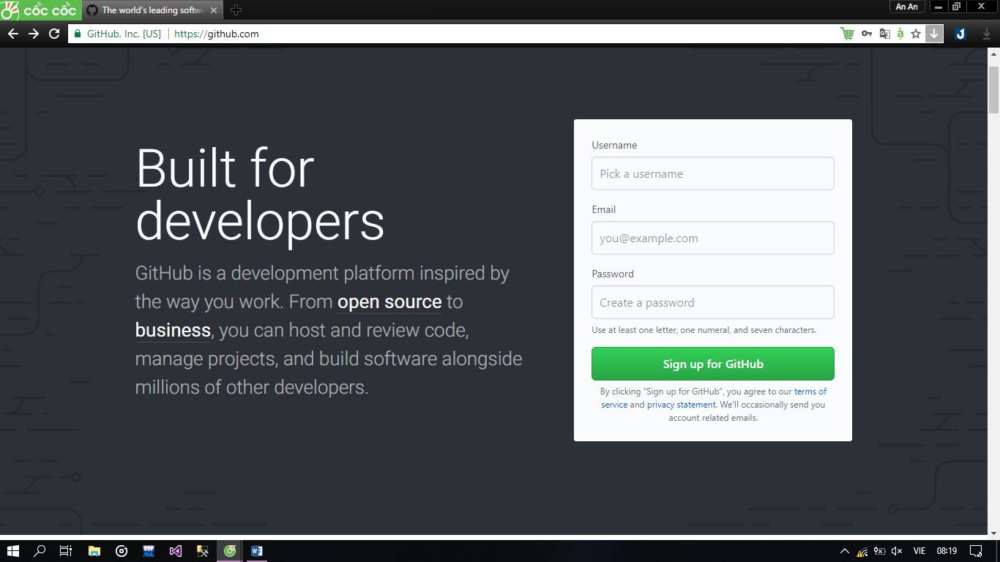 cốc cốc
The world's leading softwa
An An
GitHub, Inc. [US]
https://github.com
Built for
developers
GitHub is a development platform inspired by
the way you work. From open source to
business, you can host and review code,
manage projects, and build software alongside
millions of other developers.
Username
Pick a username
Email
you@example.com
Password
Create a password
Use at least one letter, one numeral, and seven characters.
Sign up for GitHub
By clicking “Sign up for GitHub”, you agree to our terms of
service and privacy statement. We’ll occasionally send you
account related emails.
DEV
VIE
08:19